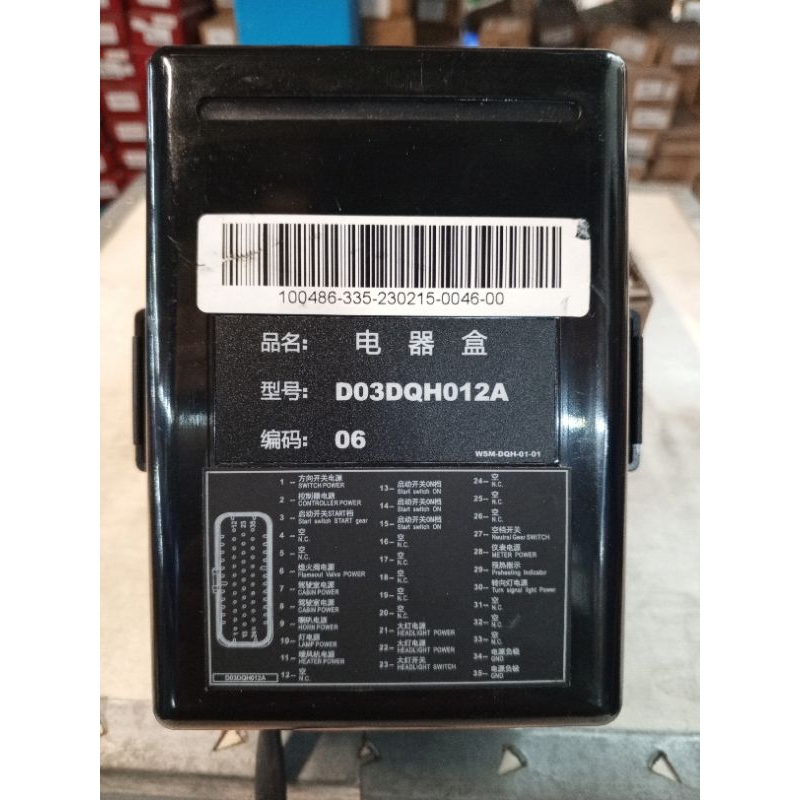 100486-335-230215-0046-00
品名: 电器盒
型号: D03DQH012A
编码: 06
WSM-DQH-01-01
1 - 方向开关电源
SWITCH POWER
2 - 控制器电源
CONTROLLER POWER
3 - 启动开关START档
Start switch START gear
4 - 空
N.C.
5 - 空
N.C.
6 - 熄火阀电源
Flameout Valve POWER
7 - 驾驶室电源
CABIN POWER
8 - 驾驶室电源
CABIN POWER
9 - 喇叭电源
HORN POWER
10 - 灯电源
LAMP POWER
11 - 暖风机电源
HEATER POWER
12 - 空
N.C.
13 - 启动开关ON档
Start switch ON
14 - 启动开关ON档
Start switch ON
15 - 启动开关ON档
Start switch ON
16 - 空
N.C.
17 - 空
N.C.
18 - 空
N.C.
19 - 空
N.C.
20 - 空
N.C.
21 - 大灯电源
HEADLIGHT POWER
22 - 大灯电源
HEADLIGHT POWER
23 - 大灯开关
HEADLIGHT SWITCH
24 - 空
N.C.
25 - 空
N.C.
26 - 空
N.C.
27 - 空档开关
Neutral Gear SWITCH
28 - 仪表电源
METER POWER
29 - 预热指示
Preheating Indicator
30 - 转向灯电源
Turn signal light Power
31 - 空
N.C.
32 - 空
N.C.
33 - 空
N.C.
34 - 电源负极
GND
35 - 电源负极
GND
D03DQH012A